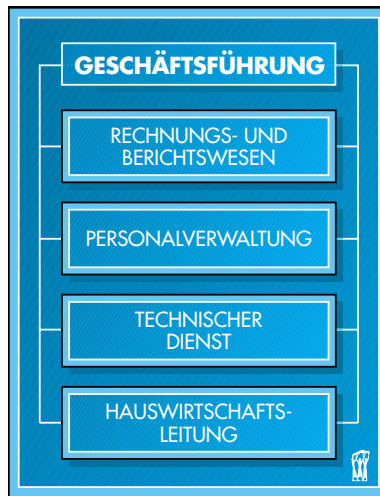 GESCHÄFTSFÜHRUNG
RECHNUNGS- UND
BERICHTSWESEN
PERSONALVERWALTUNG
TECHNISCHER
DIENST
HAUSWIRTSCHAFTS-
LEITUNG